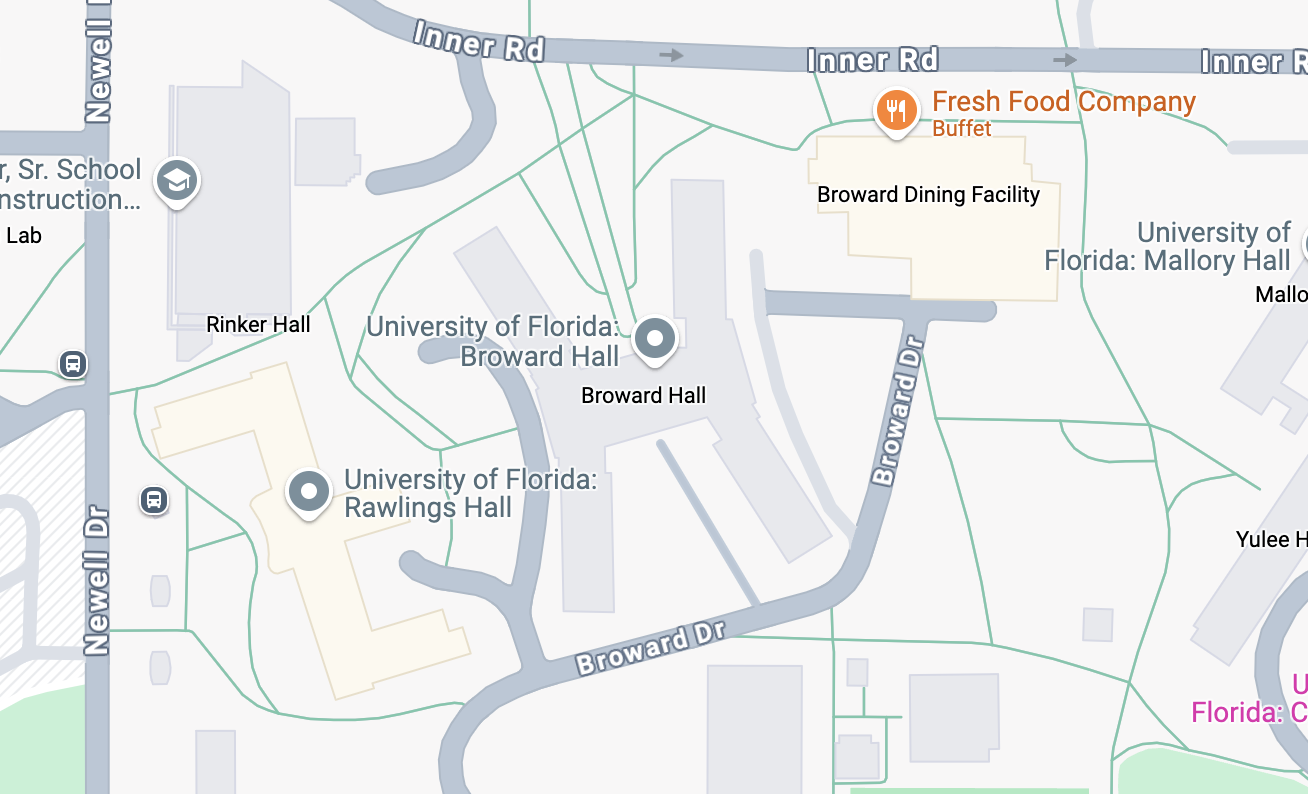 Newell
Inner Rd
Inner Rd
Inner R
Fresh Food Company
Buffet
r, Sr. School
nstruction...
Lab
Broward Dining Facility
University of
Florida: Mallory Hall
Mallo
Rinker Hall
University of Florida:
Broward Hall
Broward Hall
Broward Dr
University of Florida:
Rawlings Hall
Newell Dr
Yulee H
Broward Dr
U
Florida: C